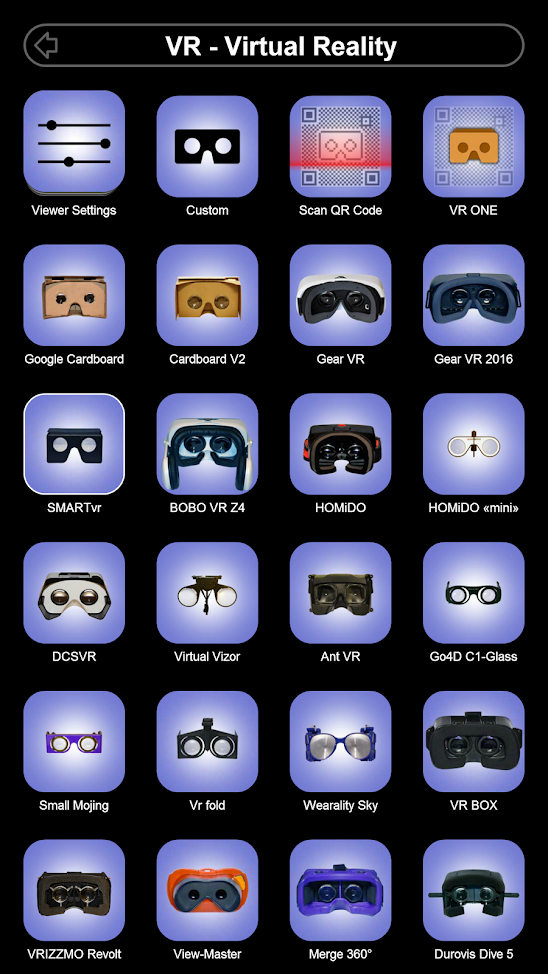 VR - Virtual Reality
Viewer Settings
Custom
Scan QR Code
VR ONE
Google Cardboard
Cardboard V2
Gear VR
Gear VR 2016
SMARTvr
BOBO VR Z4
HOMiDO
HOMiDO «mini»
DCSVR
Virtual Vizor
Ant VR
Go4D C1-Glass
Small Mojing
Vr fold
Wearality Sky
VR BOX
VRIZZMO Revolt
View-Master
Merge 360°
Durovis Dive 5